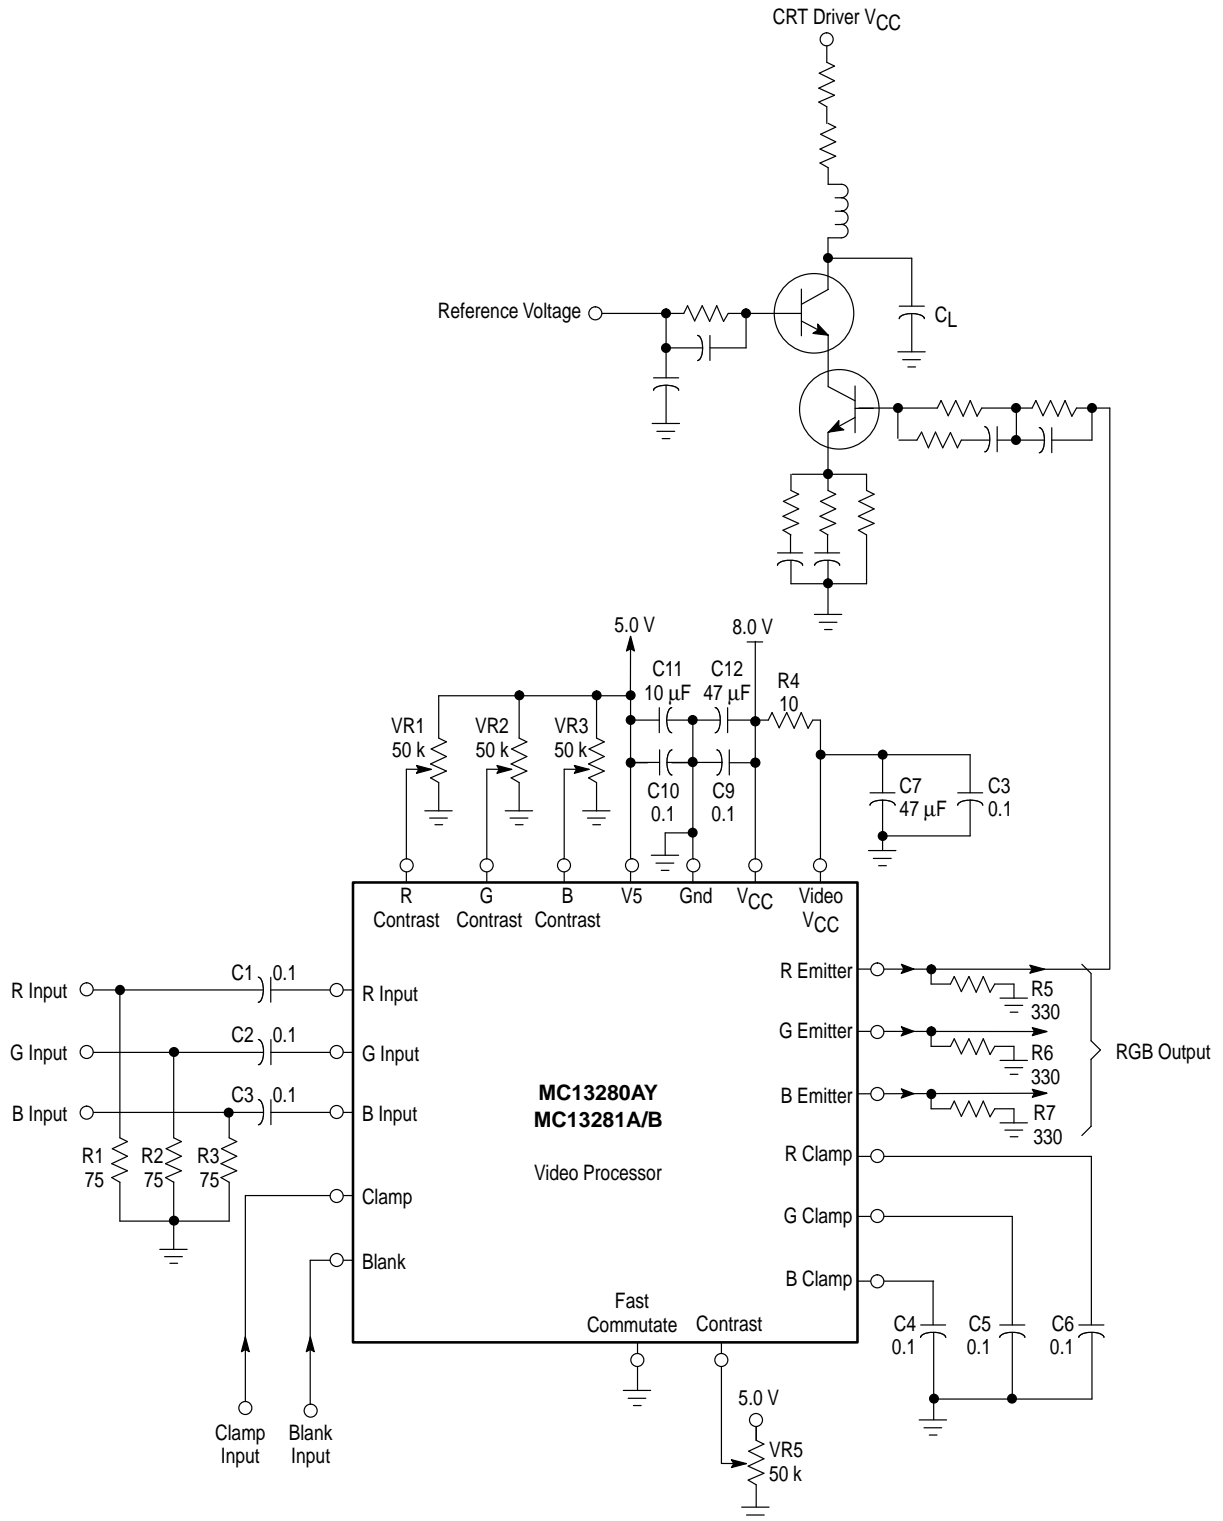 CRT Driver VCC
Reference Voltage
CL
5.0 V
8.0 V
C11
10 µF
C12
47 µF
R4
10
VR1
50 k
VR2
50 k
VR3
50 k
C10
0.1
C9
0.1
C7
47 µF
C3
0.1
R
Contrast
G
Contrast
B
Contrast
V5
Gnd
VCC
Video
VCC
R Input
C1
0.1
R Input
G Input
C2
0.1
G Input
B Input
C3
0.1
B Input
R1
75
R2
75
R3
75
MC13280AY
MC13281A/B
Video Processor
R Emitter
R5
330
G Emitter
R6
330
B Emitter
R7
330
RGB Output
R Clamp
G Clamp
B Clamp
Clamp
Blank
Fast
Commutate
Contrast
C4
0.1
C5
0.1
C6
0.1
Clamp
Input
Blank
Input
5.0 V
VR5
50 k